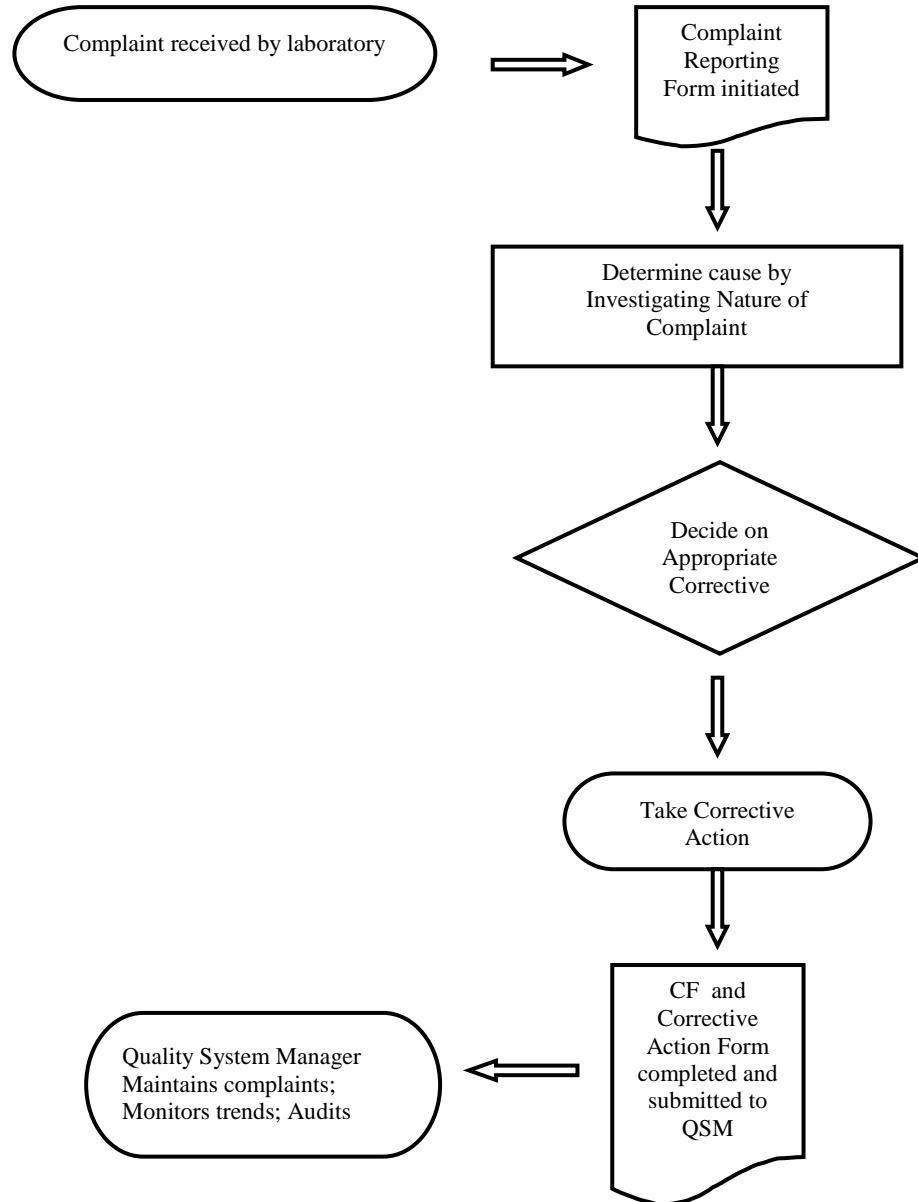 Complaint received by laboratory
Complaint
Reporting
Form initiated
Determine cause by
Investigating Nature of
Complaint
Decide on
Appropriate
Corrective
Take Corrective
Action
CF and
Corrective
Action Form
completed and
submitted to
QSM
Quality System Manager
Maintains complaints;
Monitors trends; Audits